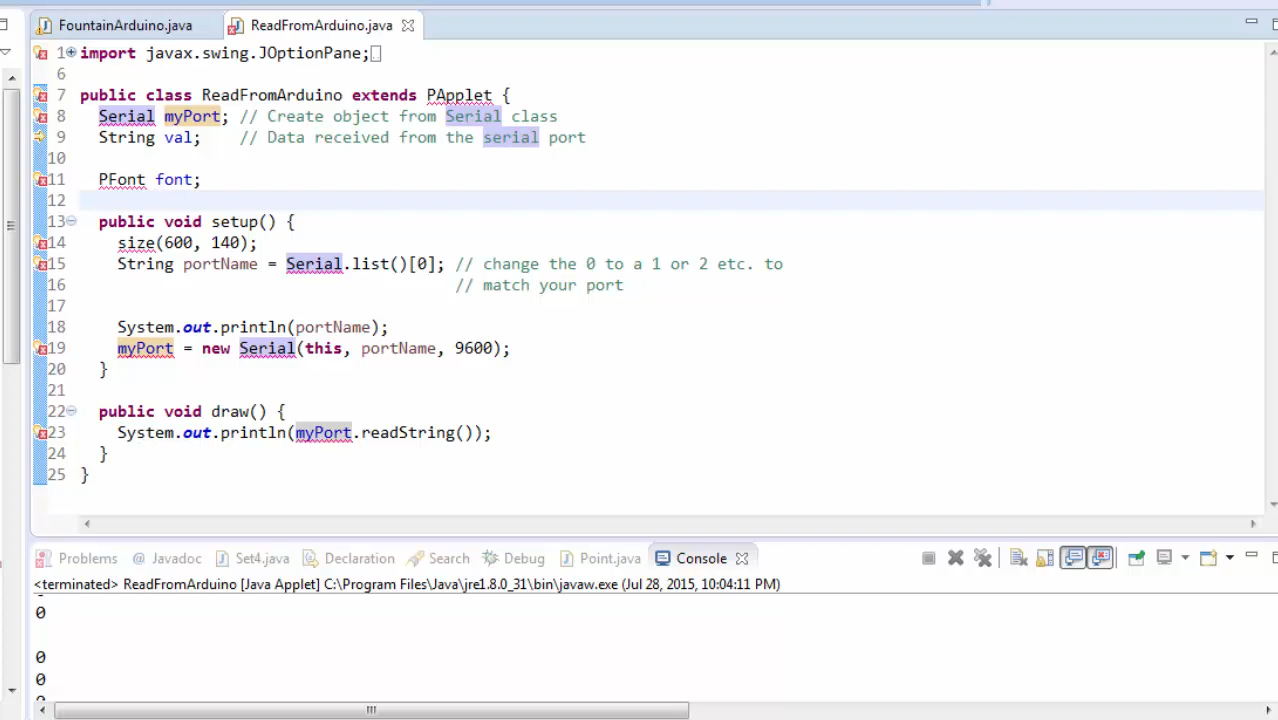 FountainArduino.java ReadFromArduino.java
1 import javax.swing.JOptionPane;
6
7 public class ReadFromArduino extends PApplet {
8 Serial myPort; // Create object from Serial class
9 String val; // Data received from the serial port
10
11 PFont font;
12
13 public void setup() {
14 size(600, 140);
15 String portName = Serial.list()[0]; // change the 0 to a 1 or 2 etc. to
16 // match your port
17
18 System.out.println(portName);
19 myPort = new Serial(this, portName, 9600);
20 }
21
22 public void draw() {
23 System.out.println(myPort.readString());
24 }
25 }
Problems @ Javadoc Set4.java Declaration Search Debug Point.java Console
<terminated> ReadFromArduino [Java Applet] C:\Program Files\Java\jre1.8.0_31\bin\javaw.exe (Jul 28, 2015, 10:04:11 PM)
0
0
0